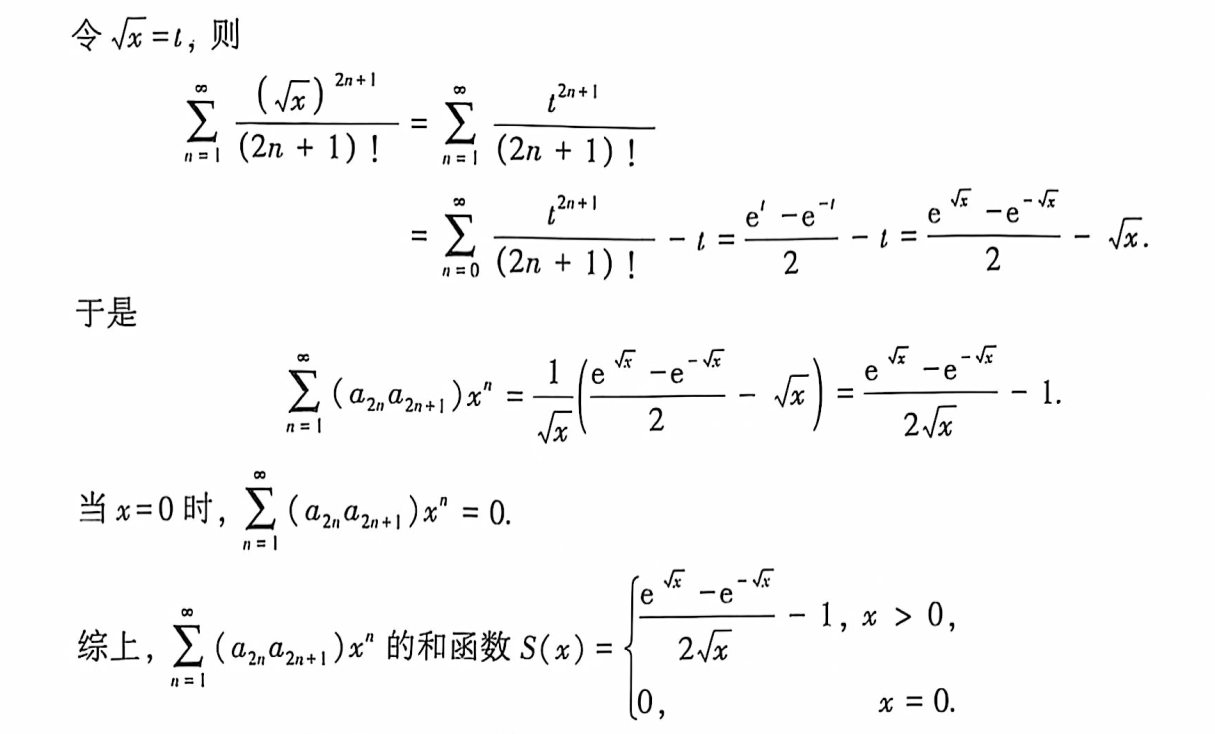 令 √x = t, 则
∑_{n=1}^{∞} (√x)^{2n+1} / (2n + 1)! = ∑_{n=1}^{∞} t^{2n+1} / (2n + 1)!
= ∑_{n=0}^{∞} t^{2n+1} / (2n + 1)! − t = (e^t − e^{−t}) / 2 − t = (e^{√x} − e^{−√x}) / 2 − √x.
于是
∑_{n=1}^{∞} (a_{2n}a_{2n+1})x^n = 1/√x ((e^{√x} − e^{−√x}) / 2 − √x) = (e^{√x} − e^{−√x}) / (2√x) − 1.
当 x = 0 时, ∑_{n=1}^{∞} (a_{2n}a_{2n+1})x^n = 0.
综上, ∑_{n=1}^{∞} (a_{2n}a_{2n+1})x^n 的和函数 S(x) = { (e^{√x} − e^{−√x}) / (2√x) − 1, x > 0,
0, x = 0.